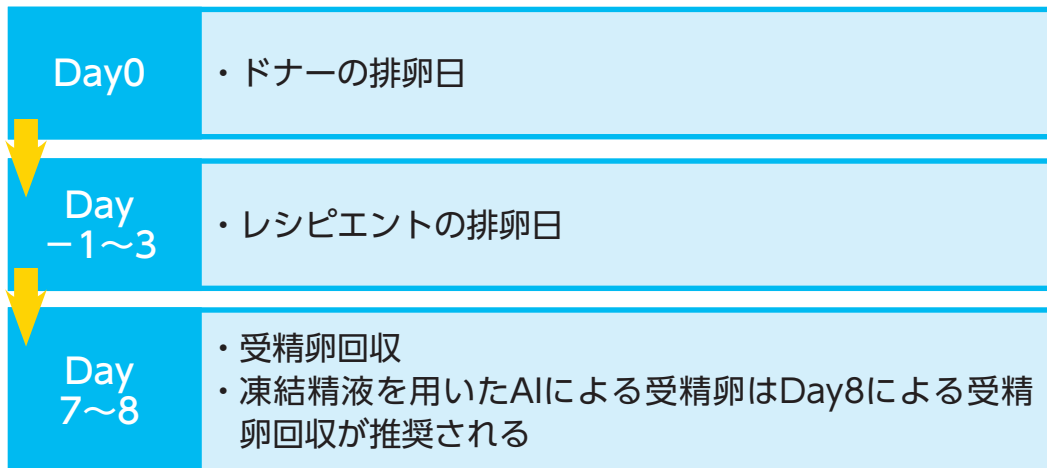 Day0
・ドナーの排卵日
Day
－1～3
・レシピエントの排卵日
Day
7～8
・受精卵回収
・凍結精液を用いたAIによる受精卵はDay8による受精
卵回収が推奨される